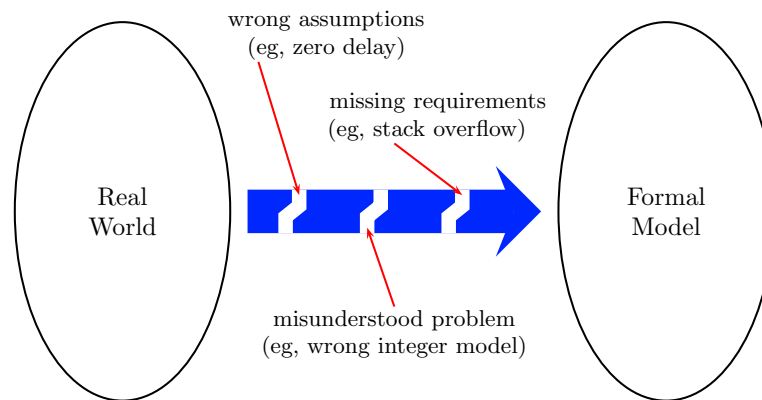 wrong assumptions
(eg, zero delay)
missing requirements
(eg, stack overflow)
Real
World
Formal
Model
misunderstood problem
(eg, wrong integer model)